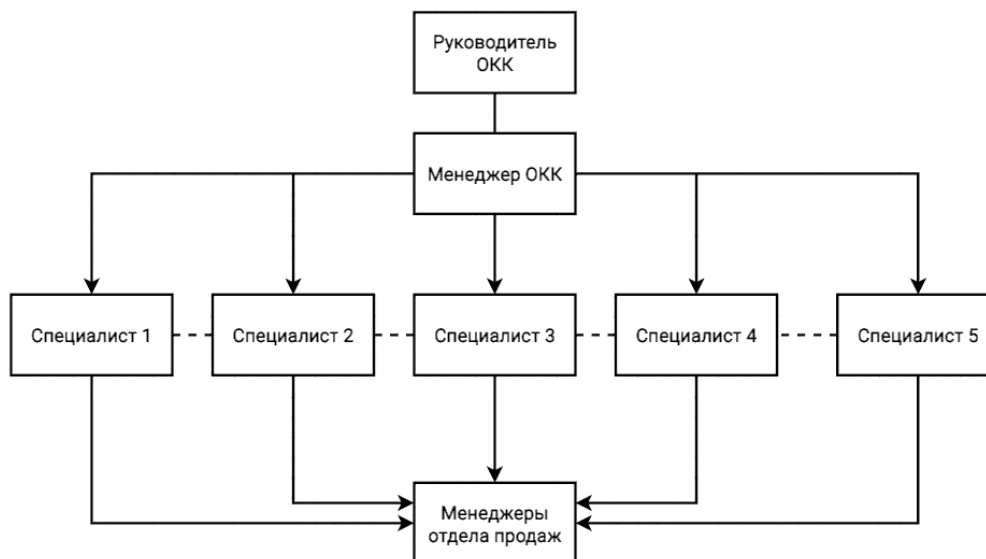 Руководитель
ОКК
Менеджер ОКК
Специалист 1
Специалист 2
Специалист 3
Специалист 4
Специалист 5
Менеджеры
отдела продаж